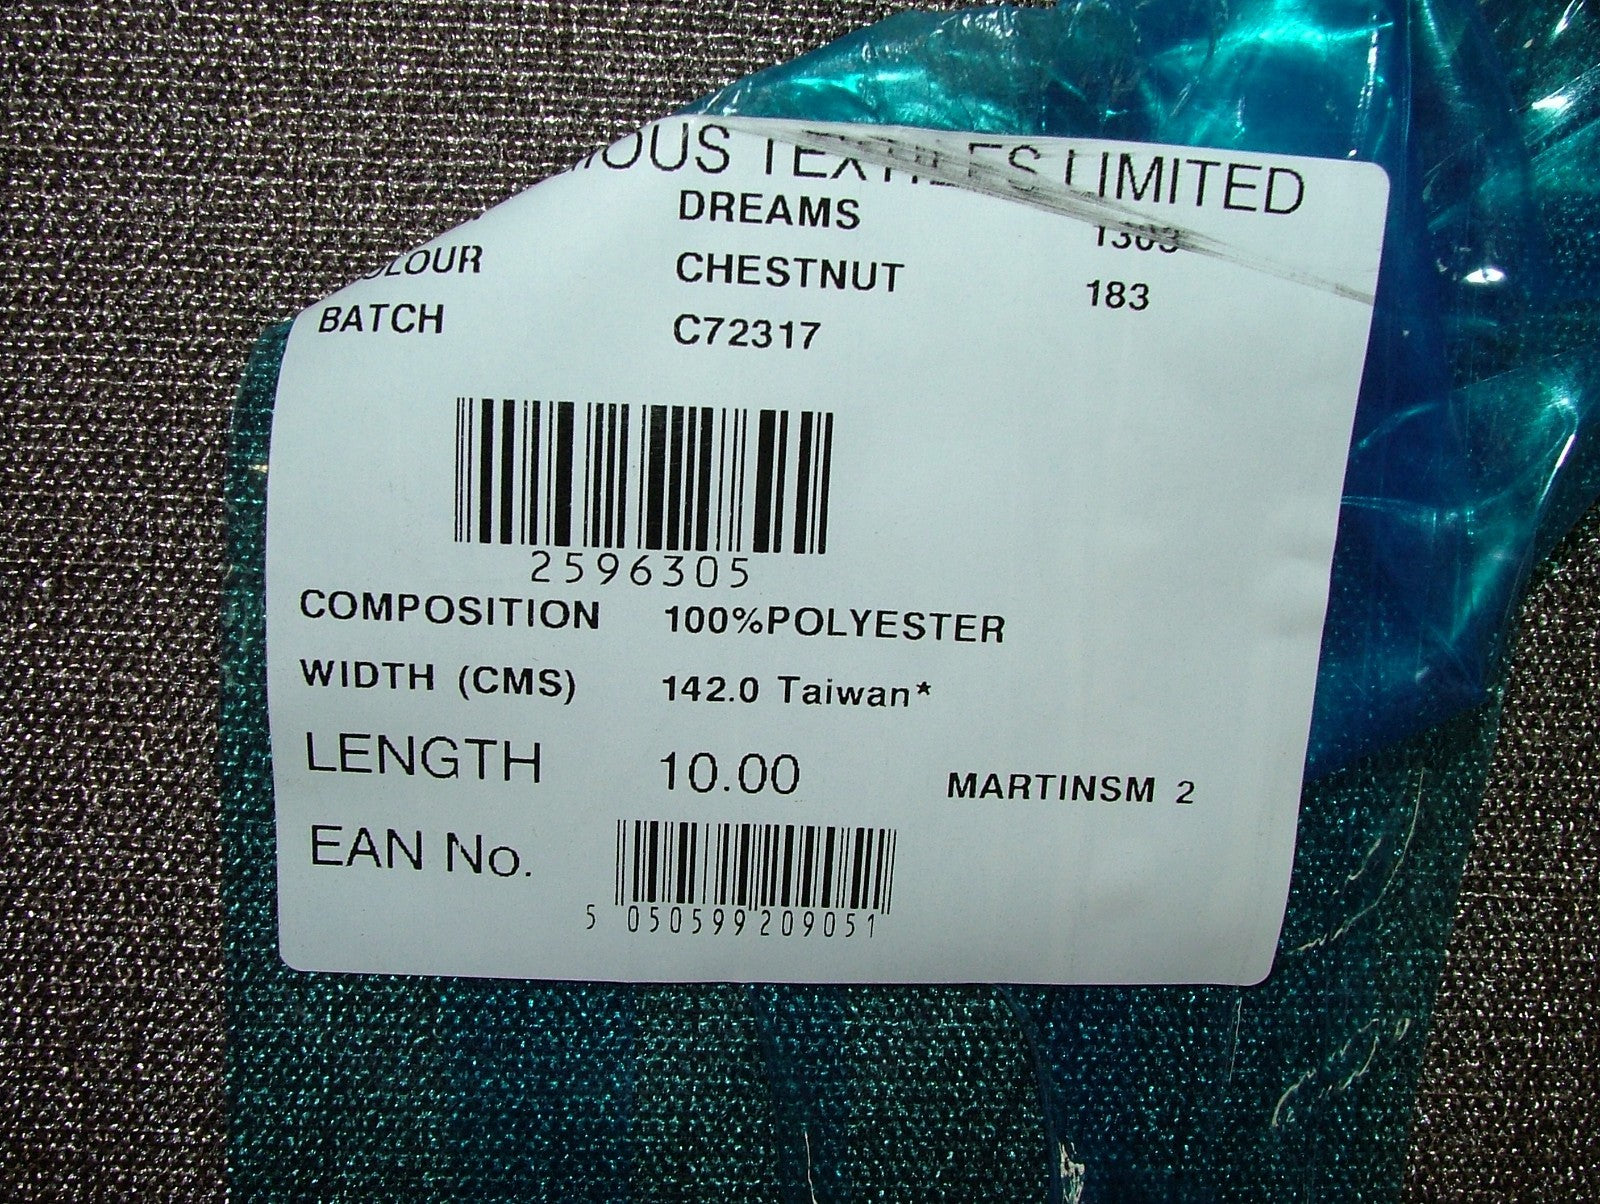 TEXTILES LIMITED
DREAMS
CHESTNUT 183
BATCH C72317
2596305
COMPOSITION 100%POLYESTER
WIDTH (CMS) 142.0 Taiwan*
LENGTH 10.00 MARTINSM 2
EAN No.
5 050599 209051